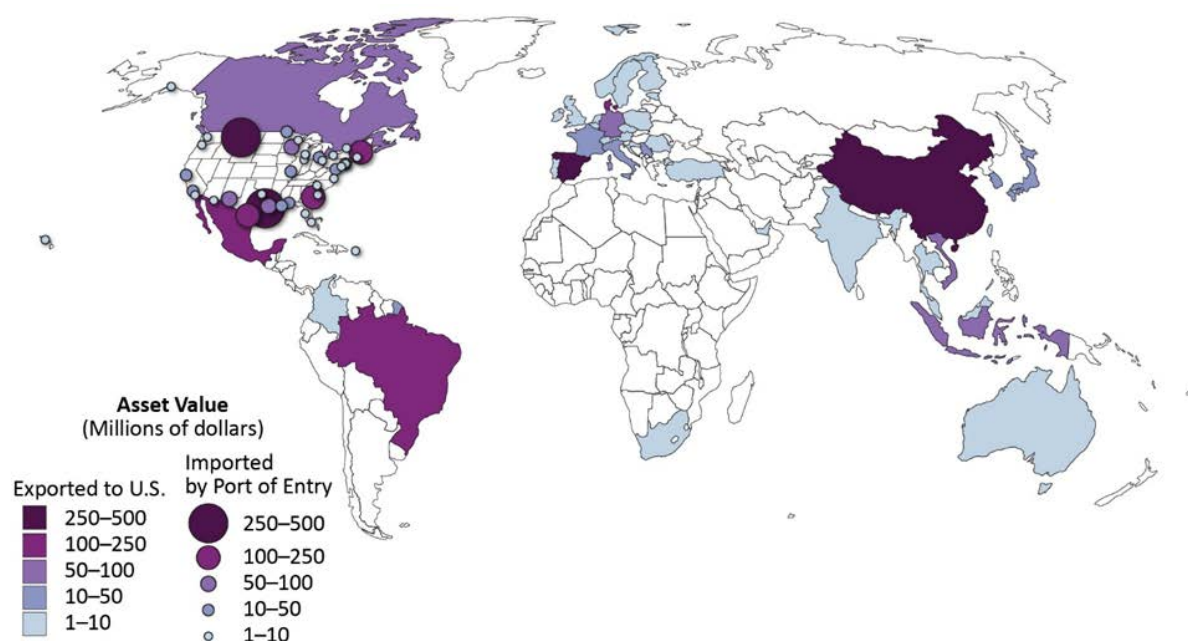 Asset Value
(Millions of dollars)
Exported to U.S.
250–500
100–250
50–100
10–50
1–10
Imported
by Port of Entry
250–500
100–250
50–100
10–50
1–10